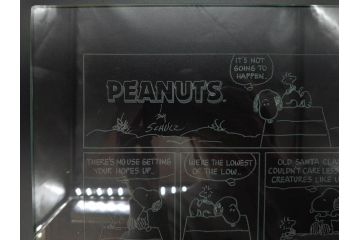 IT'S NOT
GOING TO
HAPPEN..
PEANUTS
by
SCHULZ
THERE'S NO USE GETTING
YOUR HOPES UP..
WE'RE THE LOWEST
OF THE LOW..
OLD SANTA CLA
COULDN'T CARE LESS
CREATURES LIKE U